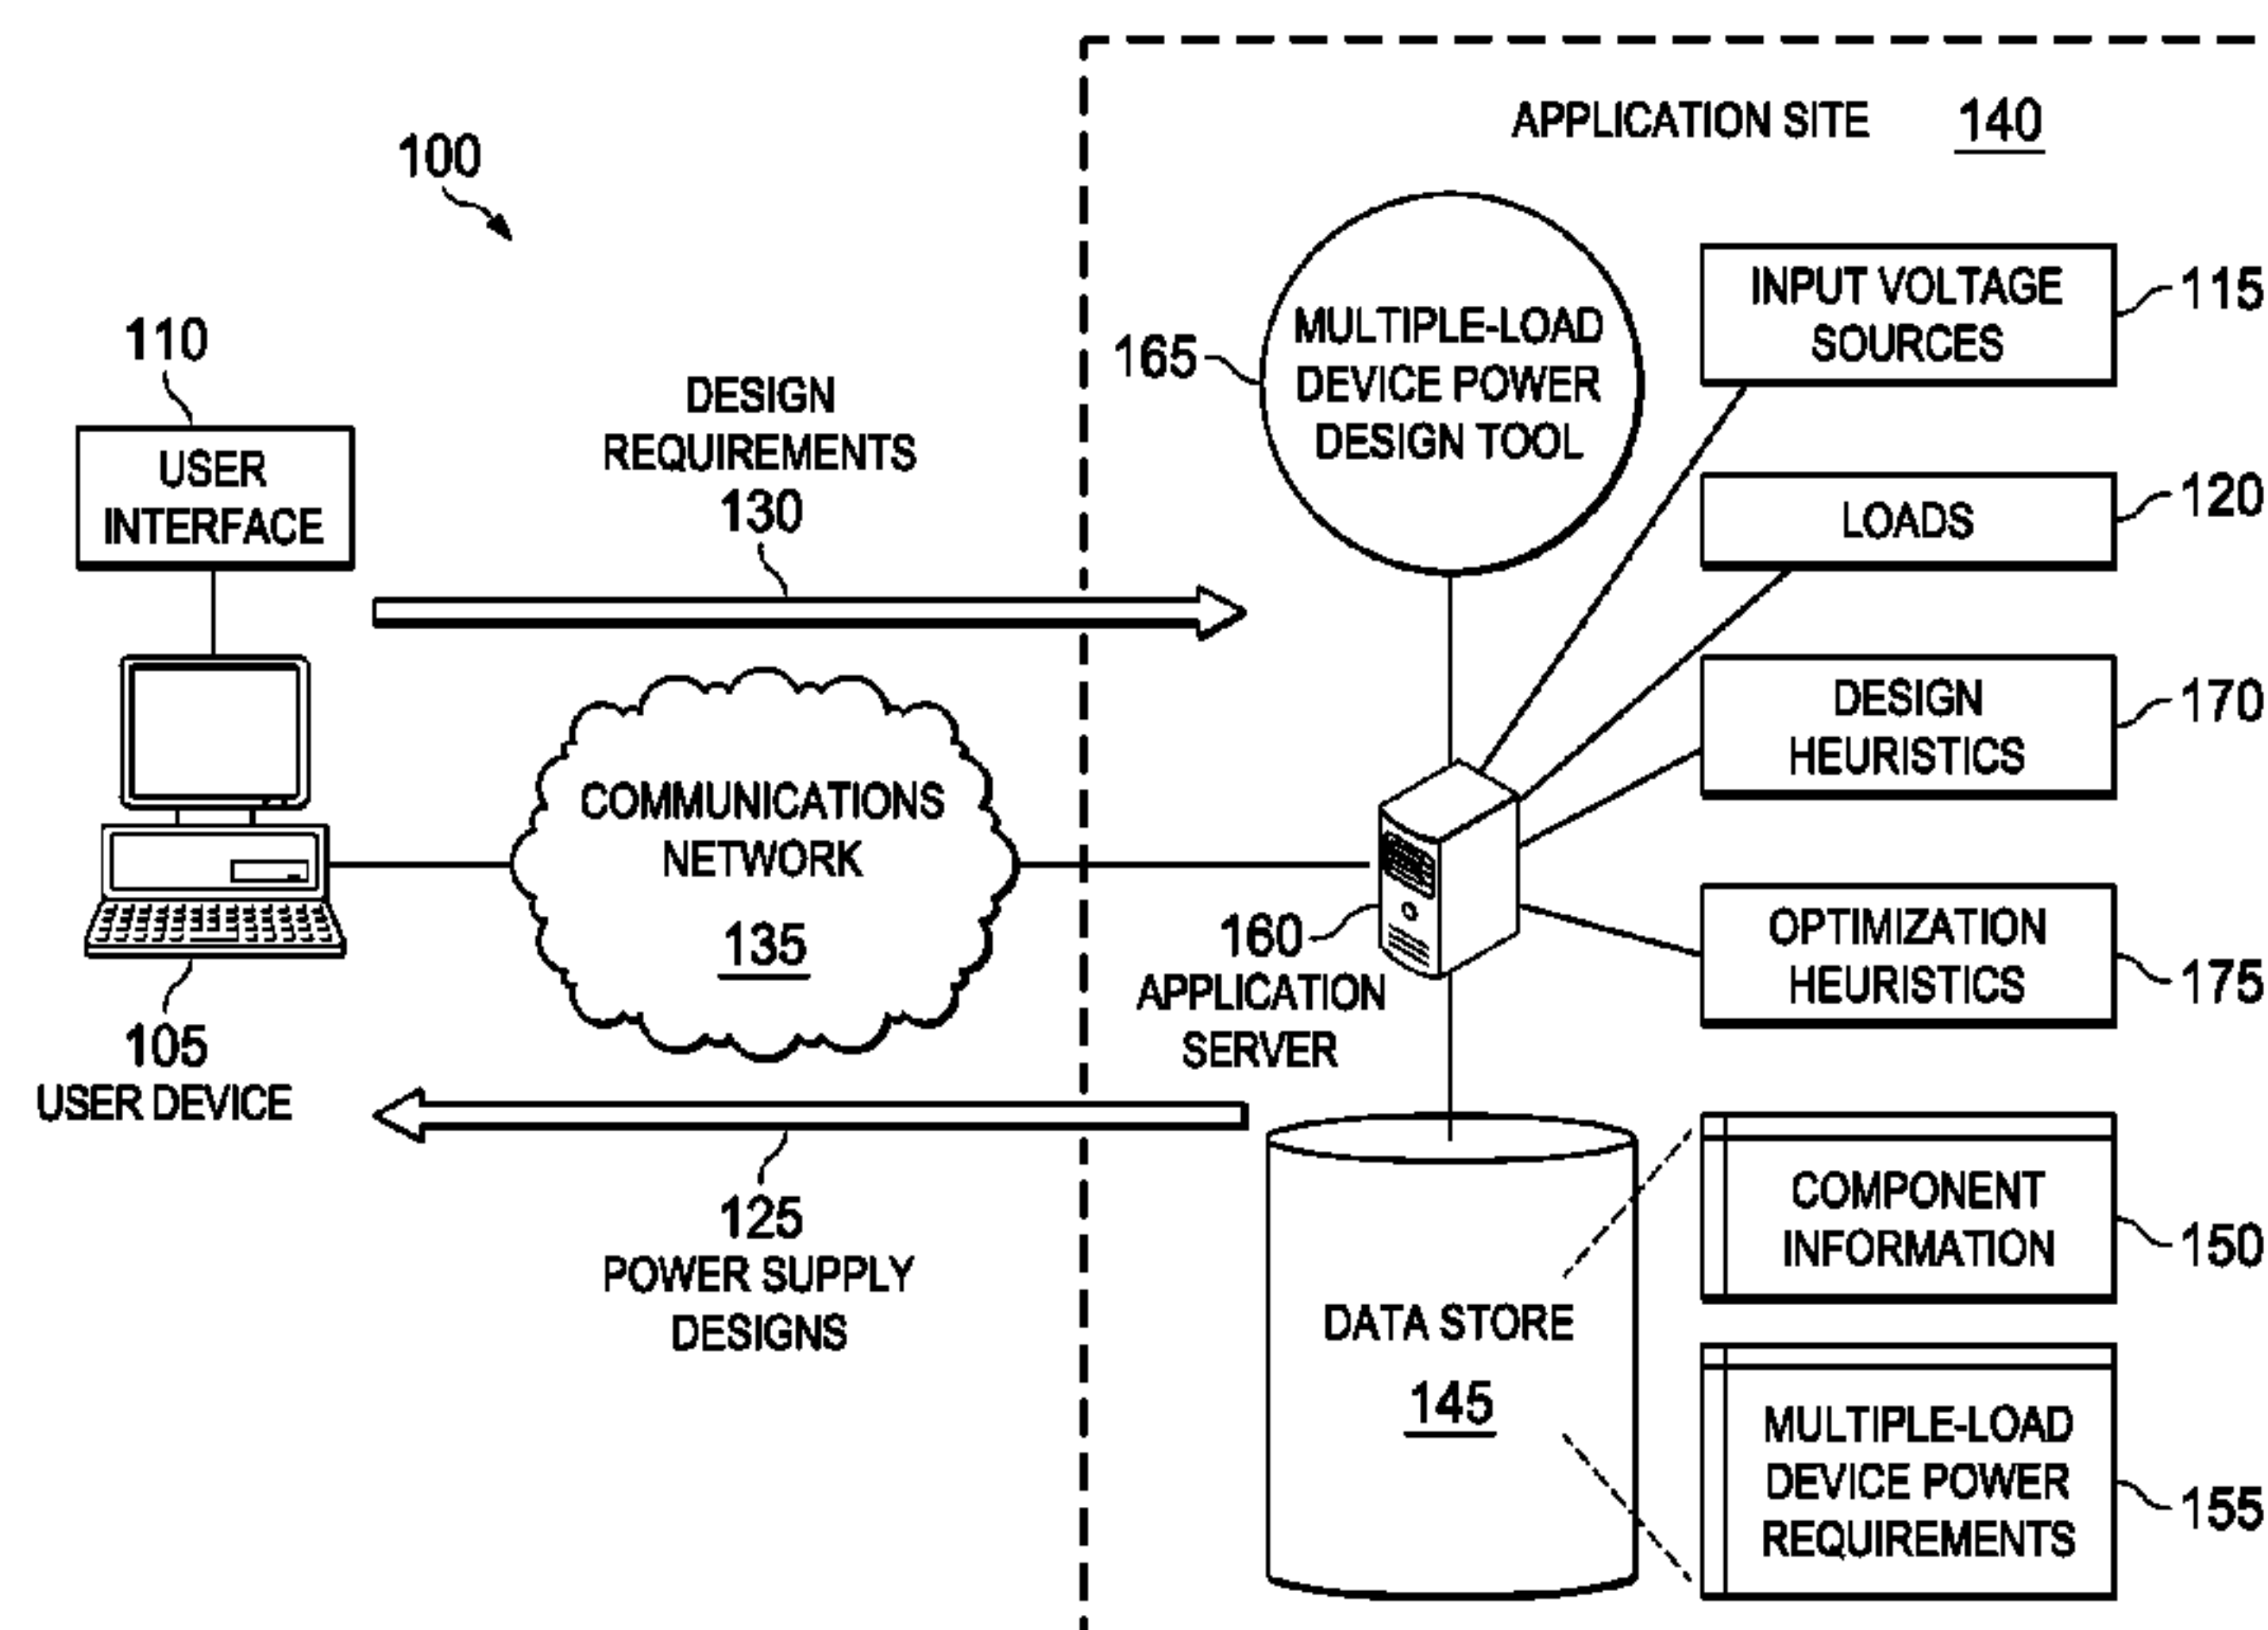 100
110
USER
INTERFACE
105
USER DEVICE
DESIGN
REQUIREMENTS
130
COMMUNICATIONS
NETWORK
135
125
POWER SUPPLY
DESIGNS
APPLICATION SITE 140
165
MULTIPLE-LOAD
DEVICE POWER
DESIGN TOOL
160
APPLICATION
SERVER
DATA STORE
145
INPUT VOLTAGE
SOURCES
115
LOADS
120
DESIGN
HEURISTICS
170
OPTIMIZATION
HEURISTICS
175
COMPONENT
INFORMATION
150
MULTIPLE-LOAD
DEVICE POWER
REQUIREMENTS
155